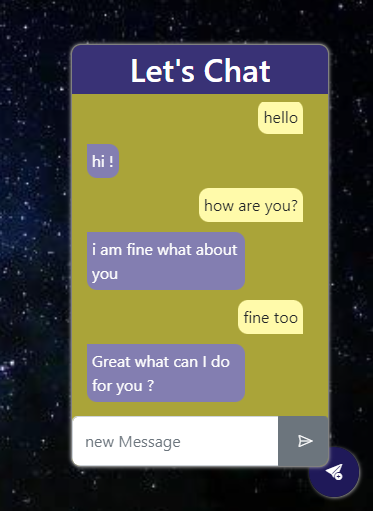 Let's Chat
hello
hi !
how are you?
i am fine what about
you
fine too
Great what can I do
for you ?
new Message